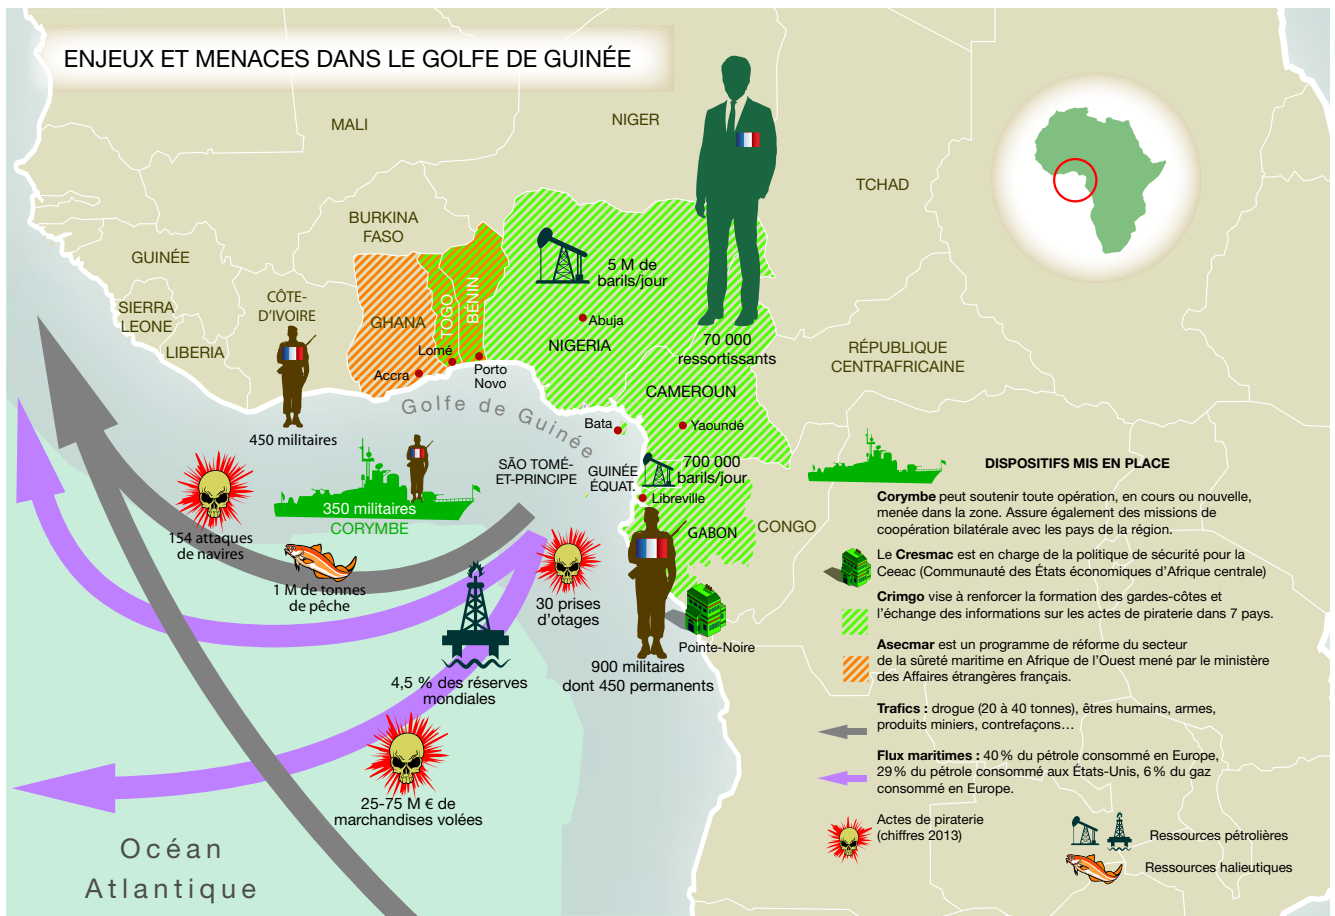 ENJEUX ET MENACES DANS LE GOLFE DE GUINÉE
MALI
NIGER
TCHAD
BURKINA
FASO
GUINÉE
SIERRA
LEONE
LIBERIA
CÔTE-
D'IVOIRE
GHANA
TOGO
BÉNIN
5 M de
barils/jour
Abuja
NIGERIA
70 000
ressortissants
RÉPUBLIQUE
CENTRAFRICAINE
Lomé
Accra
Porto
Novo
CAMEROUN
Yaoundé
Bata
Golfe de Guinée
450 militaires
SÃO TOMÉ-
ET-PRINCIPE
GUINÉE
ÉQUAT.
700 000
barils/jour
Libreville
GABON
CONGO
350 militaires
CORYMBE
154 attaques
de navires
1 M de tonnes
de pêche
30 prises
d'otages
Pointe-Noire
900 militaires
dont 450 permanents
4,5 % des réserves
mondiales
25-75 M € de
marchandises volées
Océan
Atlantique
DISPOSITIFS MIS EN PLACE
Corymbe peut soutenir toute opération, en cours ou nouvelle,
menée dans la zone. Assure également des missions de
coopération bilatérale avec les pays de la région.
Le Cresmac est en charge de la politique de sécurité pour la
Ceeac (Communauté des États économiques d'Afrique centrale)
Crimgo vise à renforcer la formation des gardes-côtes et
l'échange des informations sur les actes de piraterie dans 7 pays.
Asecmar est un programme de réforme du secteur
de la sûreté maritime en Afrique de l'Ouest mené par le ministère
des Affaires étrangères français.
Trafics : drogue (20 à 40 tonnes), êtres humains, armes,
produits miniers, contrefaçons…
Flux maritimes : 40 % du pétrole consommé en Europe,
29 % du pétrole consommé aux États-Unis, 6 % du gaz
consommé en Europe.
Actes de piraterie
(chiffres 2013)
Ressources pétrolières
Ressources halieutiques